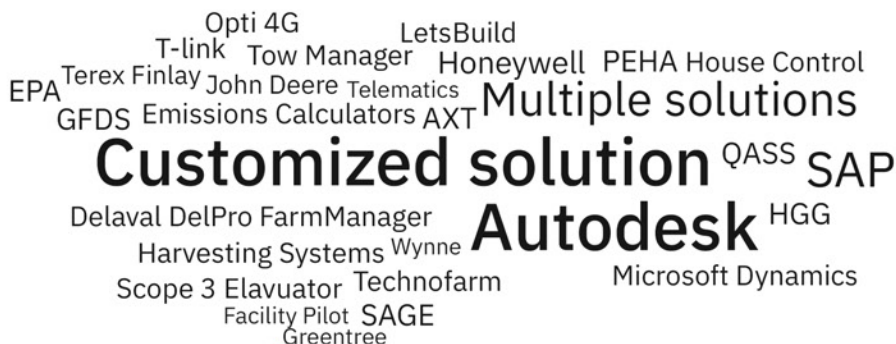 Opti 4G
LetsBuild
T-link
Tow Manager
Honeywell
PEHA House Control
Terex Finlay
EPA
John Deere
Telematics
Multiple solutions
GFDS
Emissions Calculators
AXT
Customized solution
QASS
SAP
Delaval DelPro FarmManager
Autodesk
HGG
Harvesting Systems
Wynne
Microsoft Dynamics
Scope 3 Elavuator
Technofarm
Facility Pilot
SAGE
Greentree